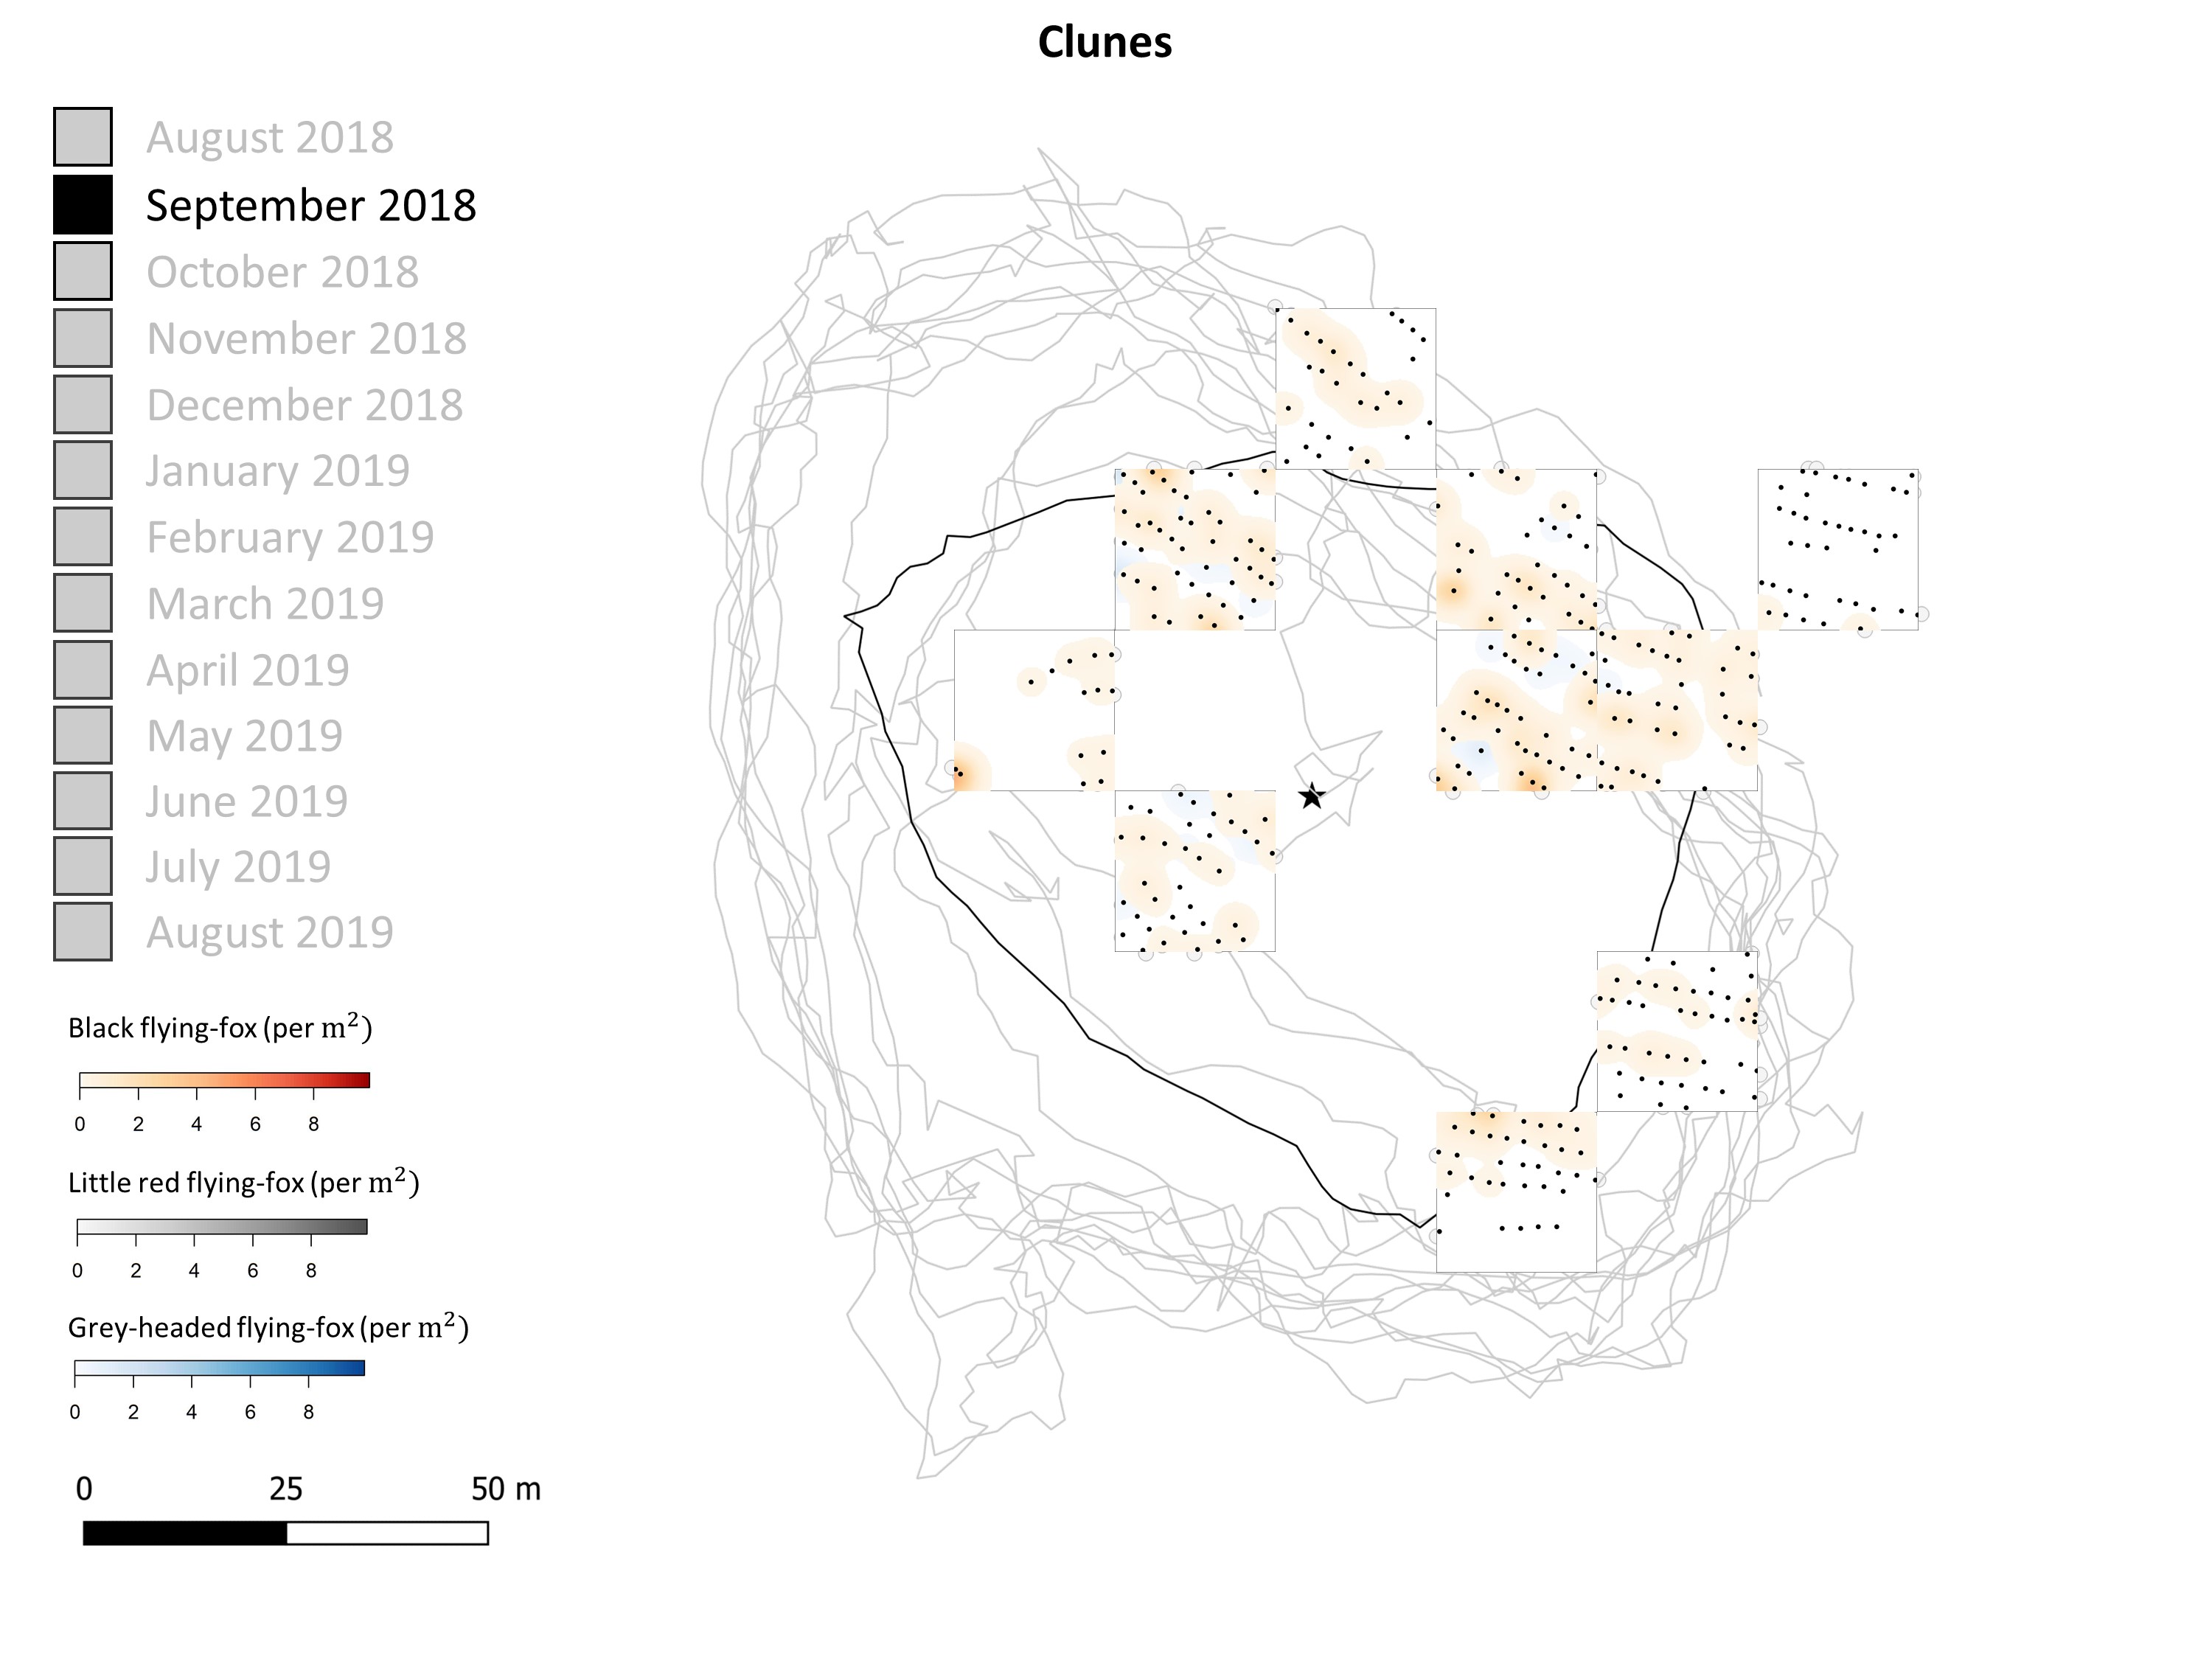 Clunes
August 2018
September 2018
October 2018
November 2018
December 2018
January 2019
February 2019
March 2019
April 2019
May 2019
June 2019
July 2019
August 2019
Black flying-fox (per m²)
0 2 4 6 8
Little red flying-fox (per m²)
0 2 4 6 8
Grey-headed flying-fox (per m²)
0 2 4 6 8
0 25 50 m